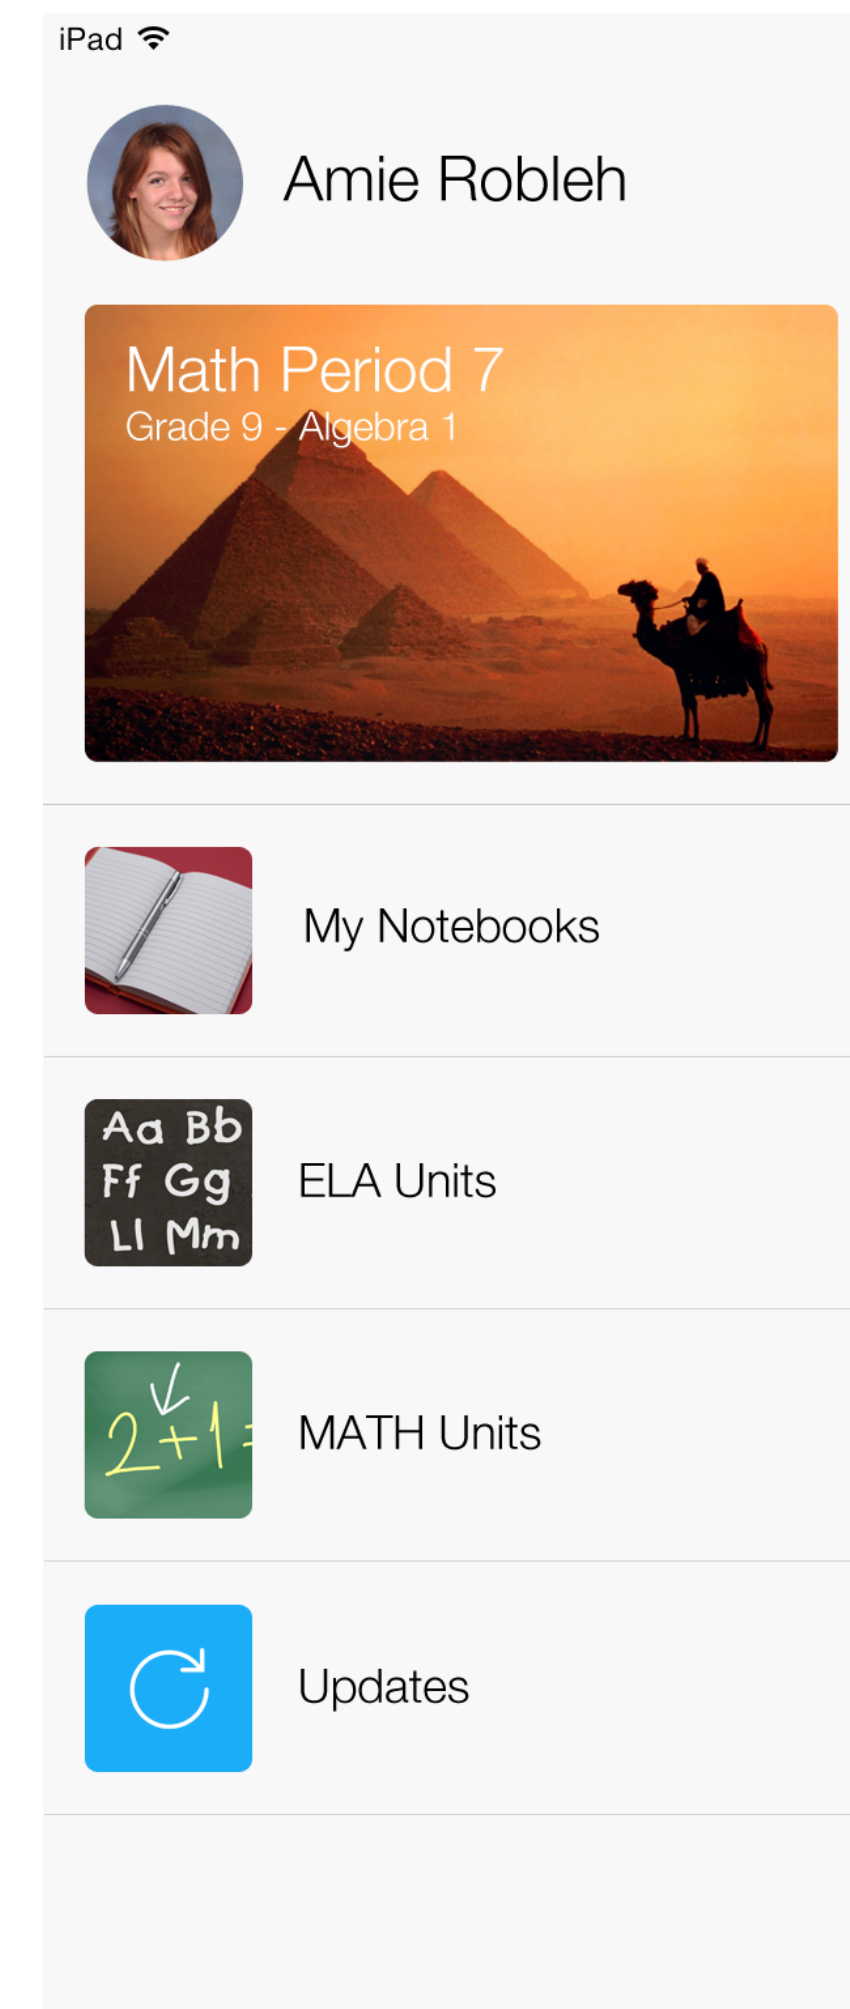 iPad
Amie Robleh
Math Period 7
Grade 9 - Algebra 1
My Notebooks
Aa Bb
Ff Gg
Ll Mm
ELA Units
2+1=
MATH Units
Updates